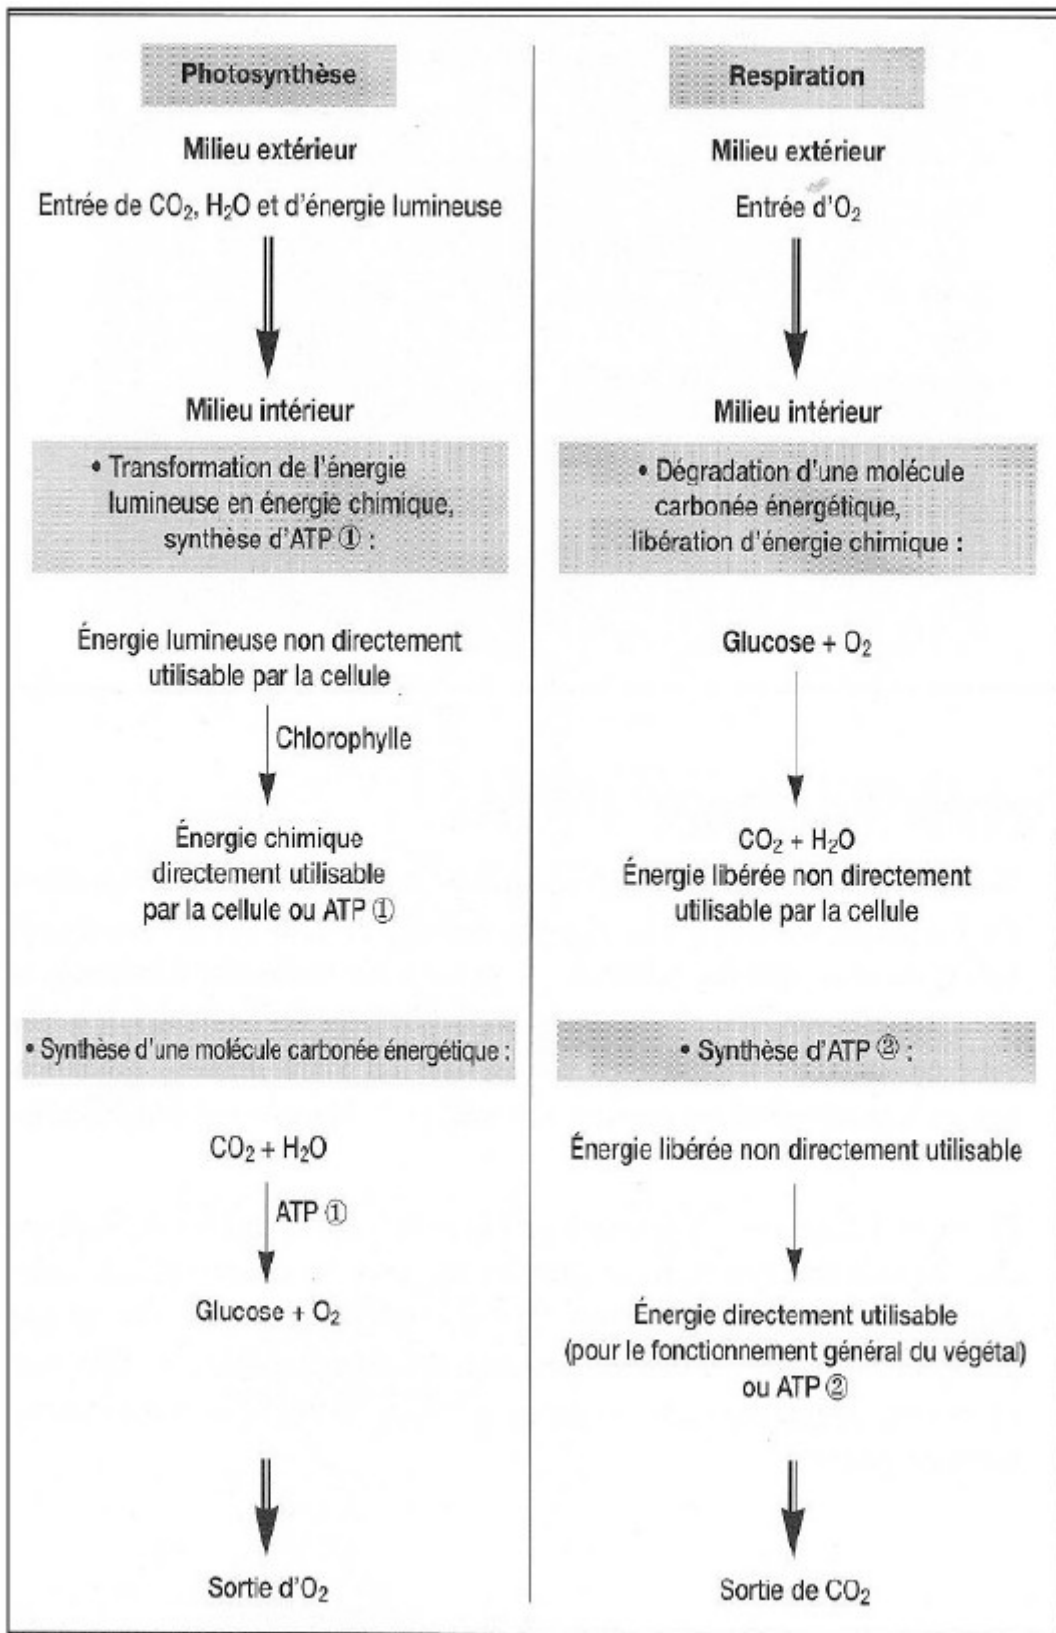 Photosynthèse
Milieu extérieur
Entrée de CO₂, H₂O et d'énergie lumineuse
Milieu intérieur
• Transformation de l'énergie
lumineuse en énergie chimique,
synthèse d'ATP ① :
Énergie lumineuse non directement
utilisable par la cellule
Chlorophylle
Énergie chimique
directement utilisable
par la cellule ou ATP ①
• Synthèse d'une molécule carbonée énergétique :
CO₂ + H₂O
ATP ①
Glucose + O₂
Sortie d'O₂
Respiration
Milieu extérieur
Entrée d'O₂
Milieu intérieur
• Dégradation d'une molécule
carbonée énergétique,
libération d'énergie chimique :
Glucose + O₂
CO₂ + H₂O
Énergie libérée non directement
utilisable par la cellule
• Synthèse d'ATP ② :
Énergie libérée non directement utilisable
Énergie directement utilisable
(pour le fonctionnement général du végétal)
ou ATP ②
Sortie de CO₂